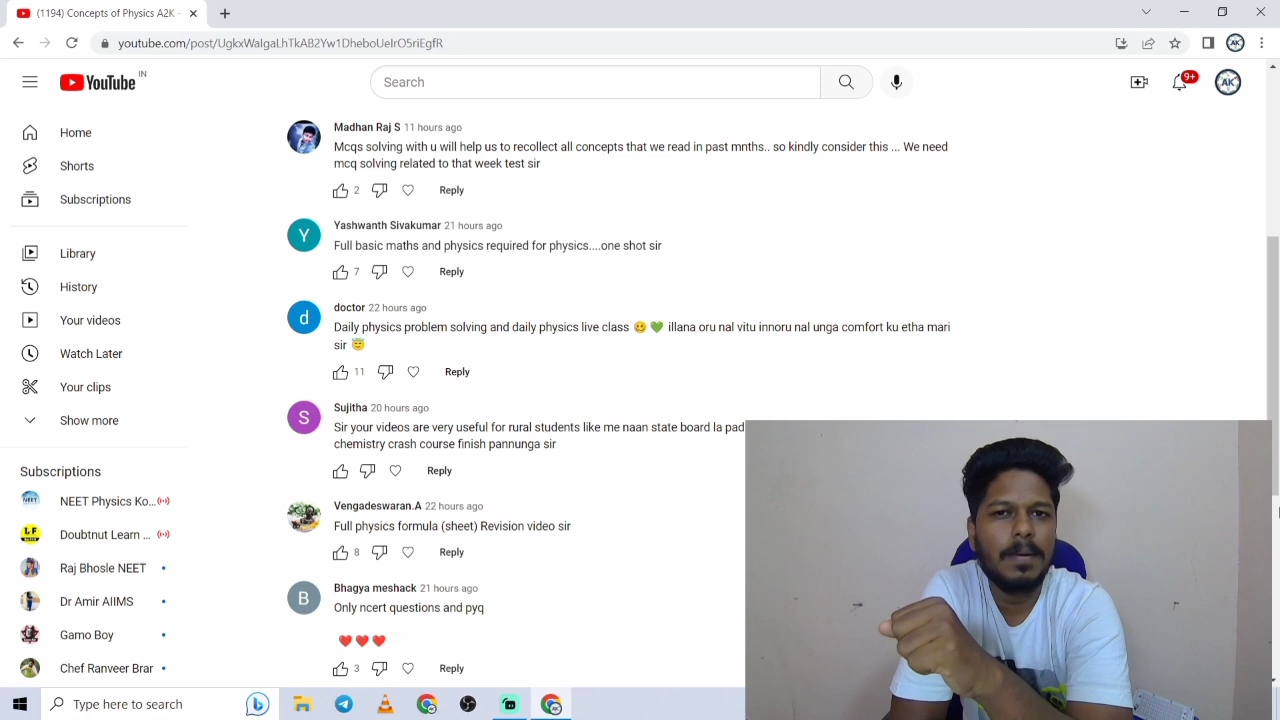 (1194) Concepts of Physics A2K -
youtube.com/post/UgkxWaIgaLhTkAB2Yw1DheboUeIrO5riEgfR
YouTube IN
Search
9+
AK
Home
Shorts
Subscriptions
Library
History
Your videos
Watch Later
Your clips
Show more
Subscriptions
NEET Physics Ko...
Doubtnut Learn ...
Raj Bhosle NEET
Dr Amir AIIMS
Gamo Boy
Chef Ranveer Brar
Madhan Raj S 11 hours ago
Mcqs solving with u will help us to recollect all concepts that we read in past mnths.. so kindly consider this ... We need
mcq solving related to that week test sir
2 Reply
Y
Yashwanth Sivakumar 21 hours ago
Full basic maths and physics required for physics....one shot sir
7 Reply
d
doctor 22 hours ago
Daily physics problem solving and daily physics live class 🥴 💚 illana oru nal vitu innoru nal unga comfort ku etha mari
sir 😇
11 Reply
S
Sujitha 20 hours ago
Sir your videos are very useful for rural students like me naan state board la pad
chemistry crash course finish pannunga sir
Reply
Vengadeswaran.A 22 hours ago
Full physics formula (sheet) Revision video sir
8 Reply
B
Bhagya meshack 21 hours ago
Only ncert questions and pyq
❤️❤️❤️
3 Reply
Type here to search